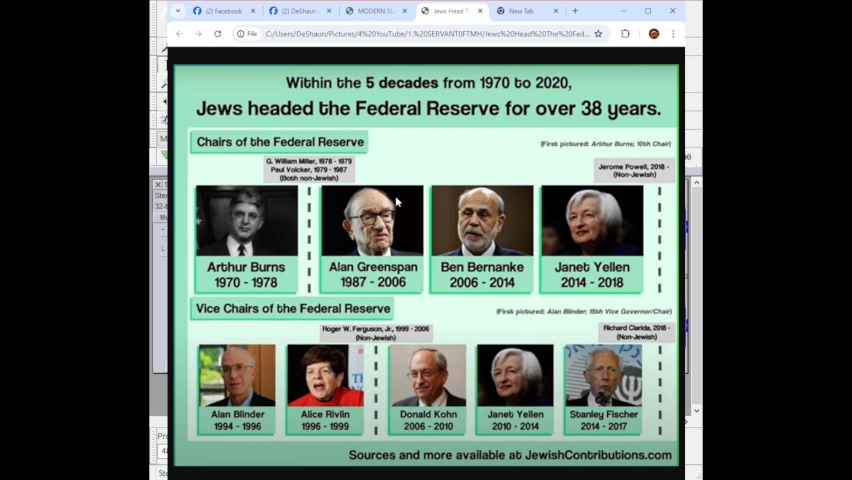 (2) Facebook
(2) DeShaun
MODERN SL
Jews Head T
New Tab
File
C:/Users/DeShaun/Pictures/4%20YouTube/1.%20SERVANT0FTMH/Jews%20Head%20The%20Fed...
Within the 5 decades from 1970 to 2020,
Jews headed the Federal Reserve for over 38 years.
Chairs of the Federal Reserve
(First pictured: Arthur Burns; 10th Chair)
G. William Miller, 1978 - 1979
Paul Volcker, 1979 - 1987
(Both non-Jewish)
Jerome Powell, 2018 -
(Non-Jewish)
Arthur Burns
1970 - 1978
Alan Greenspan
1987 - 2006
Ben Bernanke
2006 - 2014
Janet Yellen
2014 - 2018
Vice Chairs of the Federal Reserve
(First pictured: Alan Blinder; 15th Vice Governor/Chair)
Roger W. Ferguson, Jr., 1999 - 2006
(Non-Jewish)
Richard Clarida, 2018 -
(Non-Jewish)
Alan Blinder
1994 - 1996
Alice Rivlin
1996 - 1999
Donald Kohn
2006 - 2010
Janet Yellen
2010 - 2014
Stanley Fischer
2014 - 2017
Sources and more available at JewishContributions.com